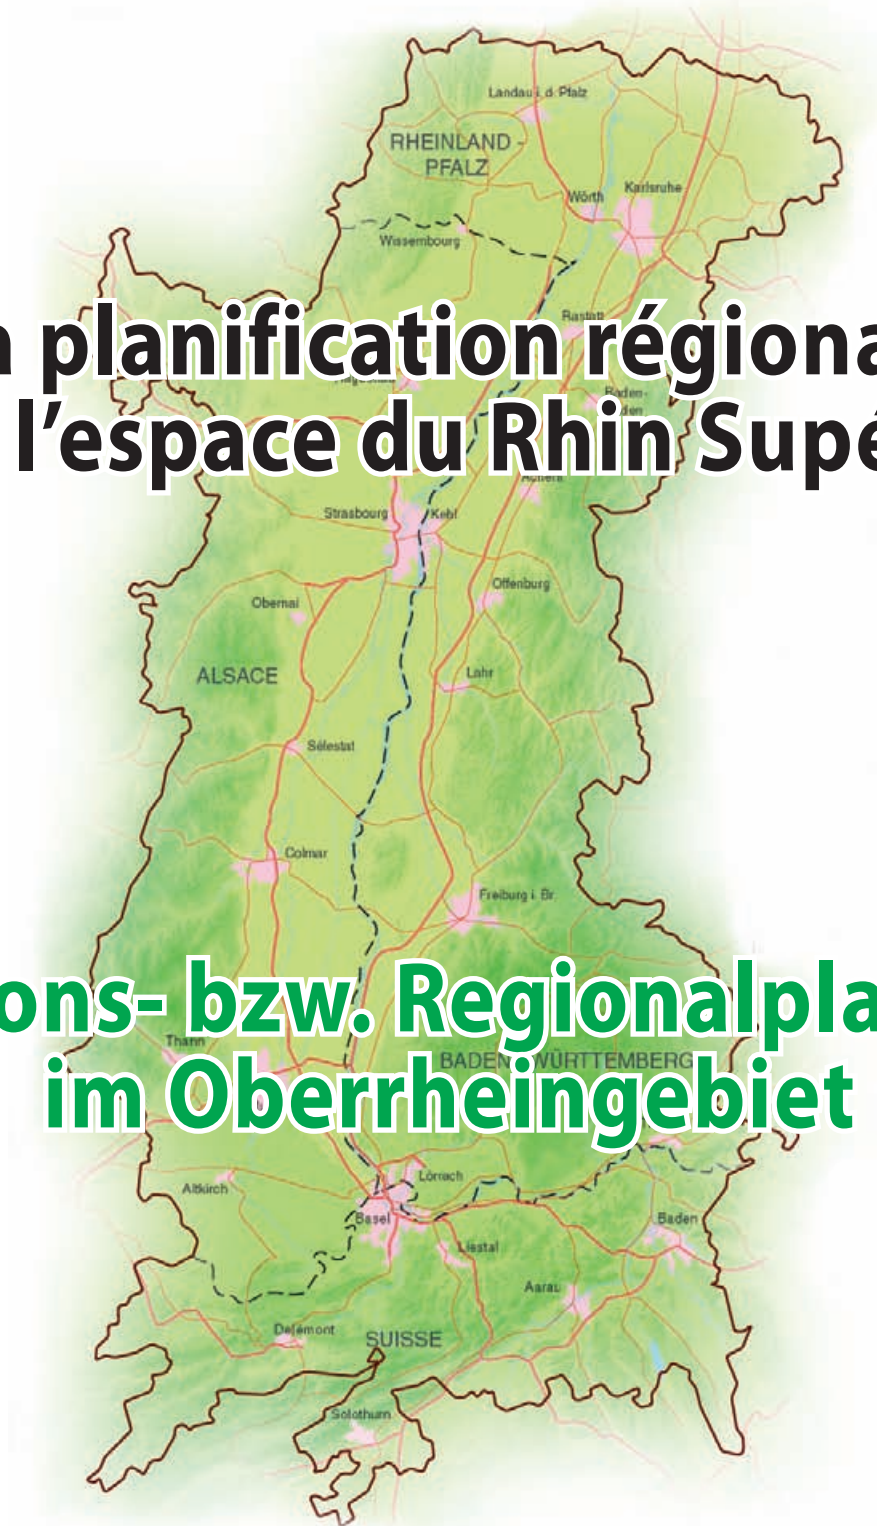 Landau i. d. Pfalz
RHEINLAND -
PFALZ
Wörth
Karlsruhe
Wissembourg
planification régiona
Rastatt
Baden-
l'espace du Rhin Supé
Strasbourg
Kehl
Offenburg
Obernai
ALSACE
Lahr
Sélestat
Colmar
Freiburg i. Br.
ons- bzw. Regionalpla
Thann
BADEN WÜRTTEMBERG
im Oberrheingebiet
Lörrach
Altkirch
Basel
Baden
Liestal
Aarau
Delémont
SUISSE
Solothurn